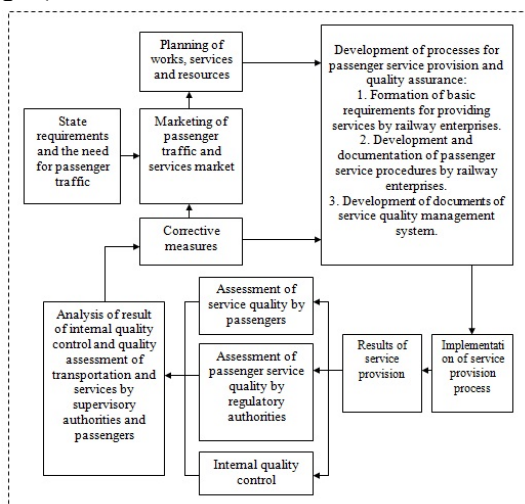 Planning of
works, services
and resources
Development of processes for
passenger service provision and
quality assurance:
1. Formation of basic
requirements for providing
services by railway enterprises.
2. Development and
documentation of passenger
service procedures by railway
enterprises.
3. Development of documents of
service quality management
system.
State
requirements
and the need
for passenger
traffic
Marketing of
passenger
traffic and
services market
Corrective
measures
Analysis of result
of internal quality
control and quality
assessment of
transportation and
services by
supervisory
authorities and
passengers
Assessment of
service quality by
passengers
Assessment of
passenger service
quality by
regulatory
authorities
Internal quality
control
Results of
service
provision
Implementati
on of service
provision
process